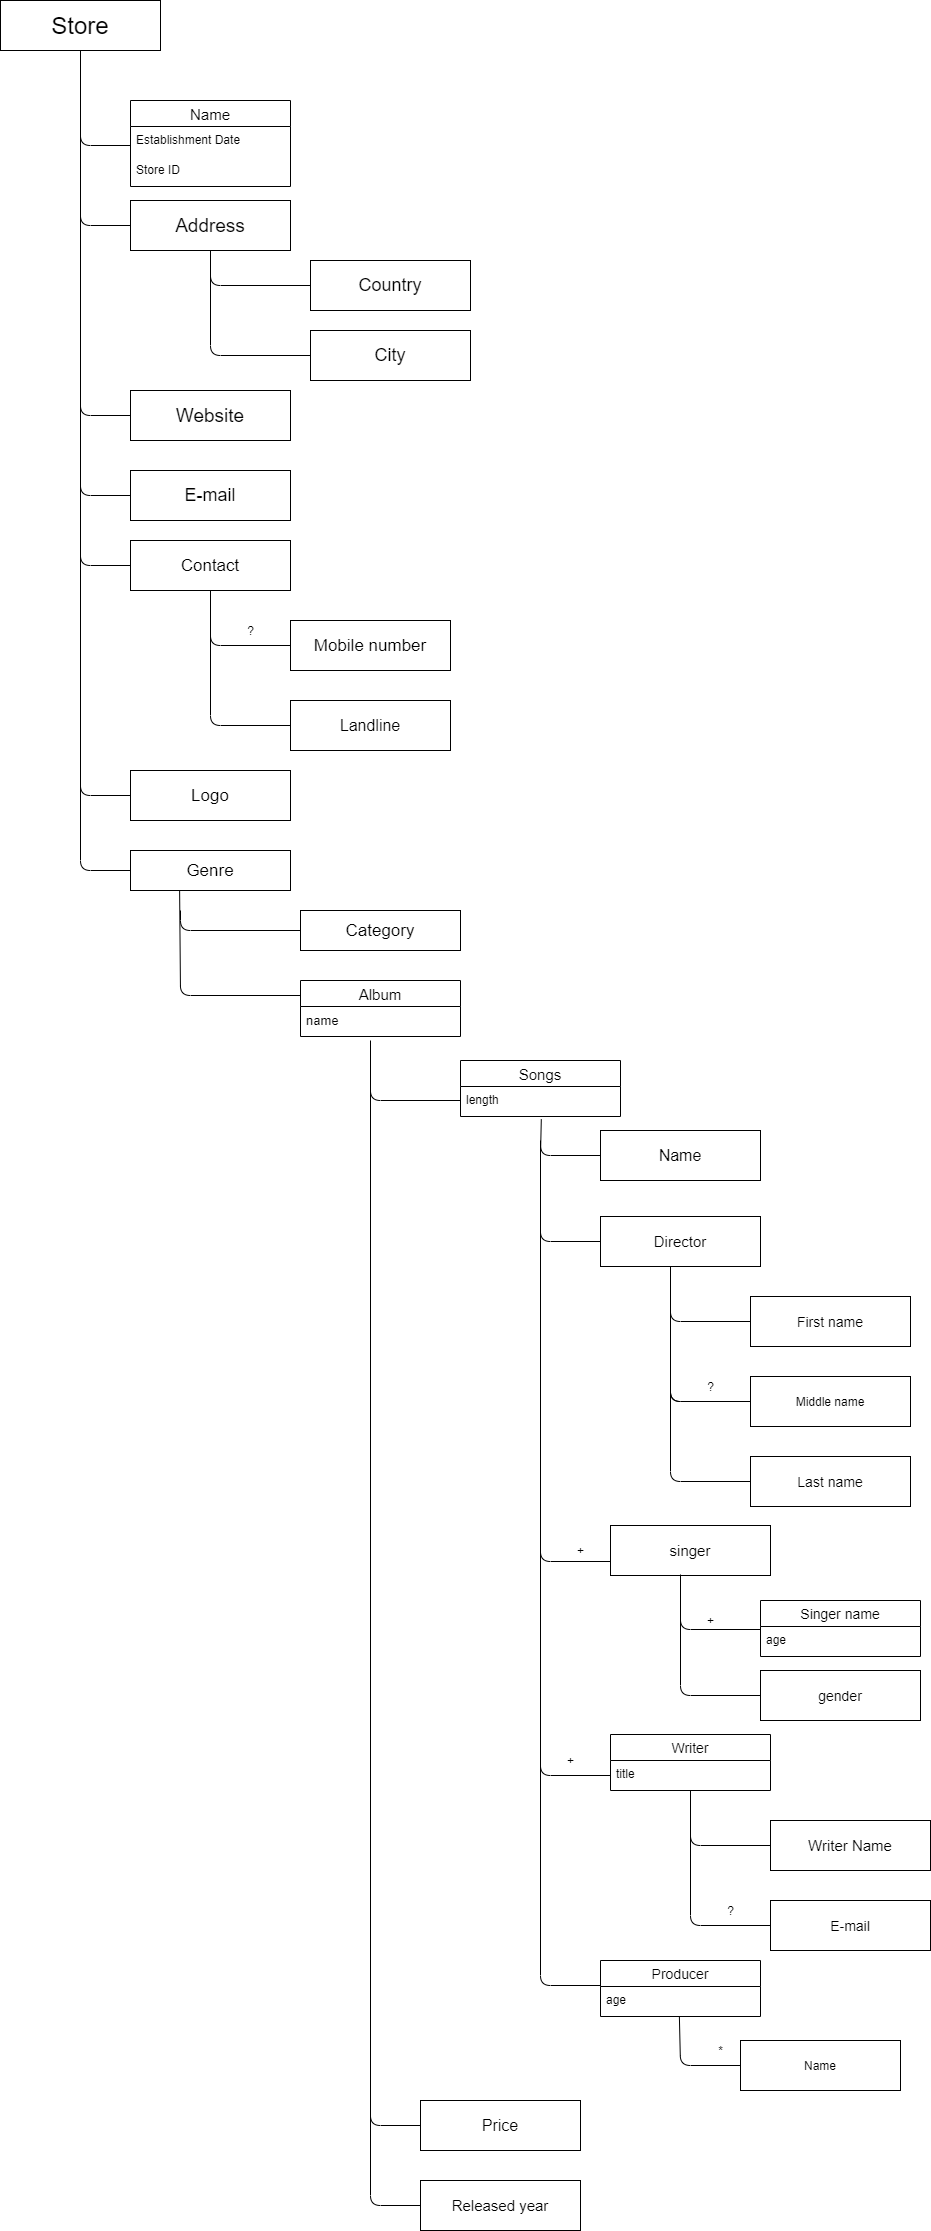 Store
Name
Establishment Date
Store ID
Address
Country
City
Website
E-mail
Contact
?
Mobile number
Landline
Logo
Genre
Category
Album
name
Songs
length
Name
Director
First name
?
Middle name
Last name
+
singer
+
Singer name
age
gender
+
Writer
title
Writer Name
?
E-mail
Producer
age
*
Name
Price
Released year